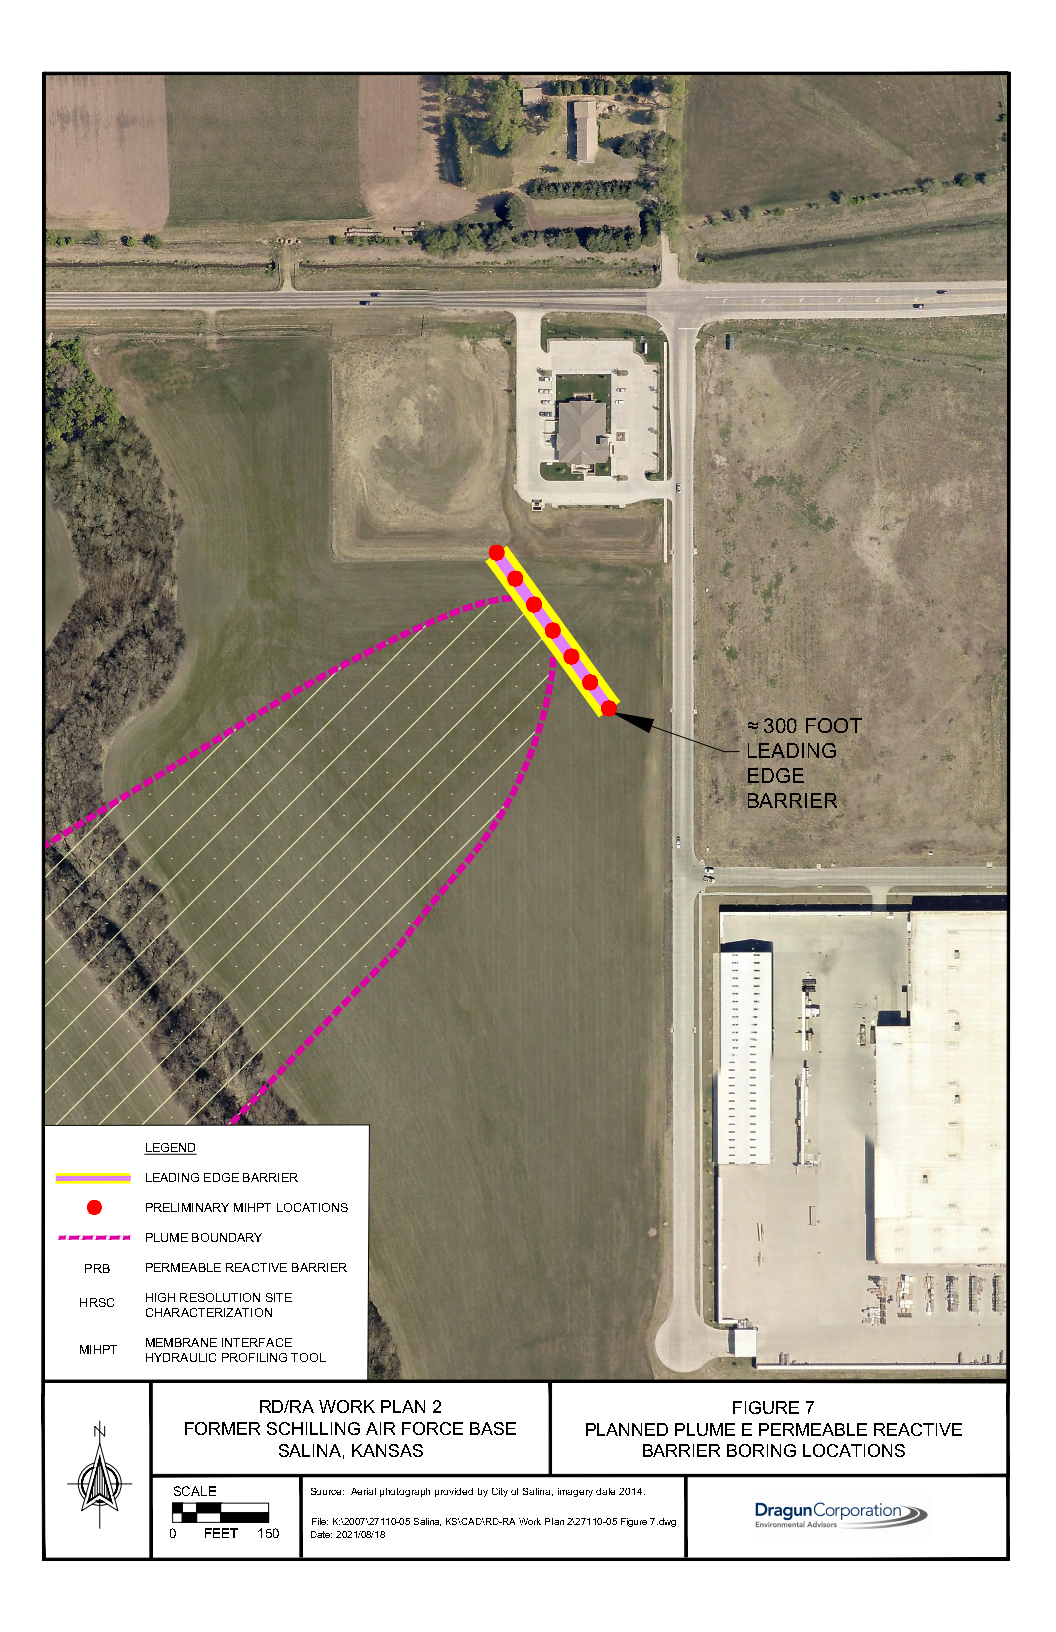 ≈ 300 FOOT
LEADING
EDGE
BARRIER
LEGEND
LEADING EDGE BARRIER
PRELIMINARY MIHPT LOCATIONS
PLUME BOUNDARY
PRB PERMEABLE REACTIVE BARRIER
HRSC HIGH RESOLUTION SITE
CHARACTERIZATION
MIHPT MEMBRANE INTERFACE
HYDRAULIC PROFILING TOOL
N
RD/RA WORK PLAN 2
FORMER SCHILLING AIR FORCE BASE
SALINA, KANSAS
FIGURE 7
PLANNED PLUME E PERMEABLE REACTIVE
BARRIER BORING LOCATIONS
SCALE
0 FEET 150
Source: Aerial photograph provided by City of Salina, imagery date 2014.
File: K:\2007\27110-05 Salina, KS\CAD\RD-RA Work Plan 2\27110-05 Figure 7.dwg
Date: 2021/08/18
DragunCorporation
Environmental Advisors